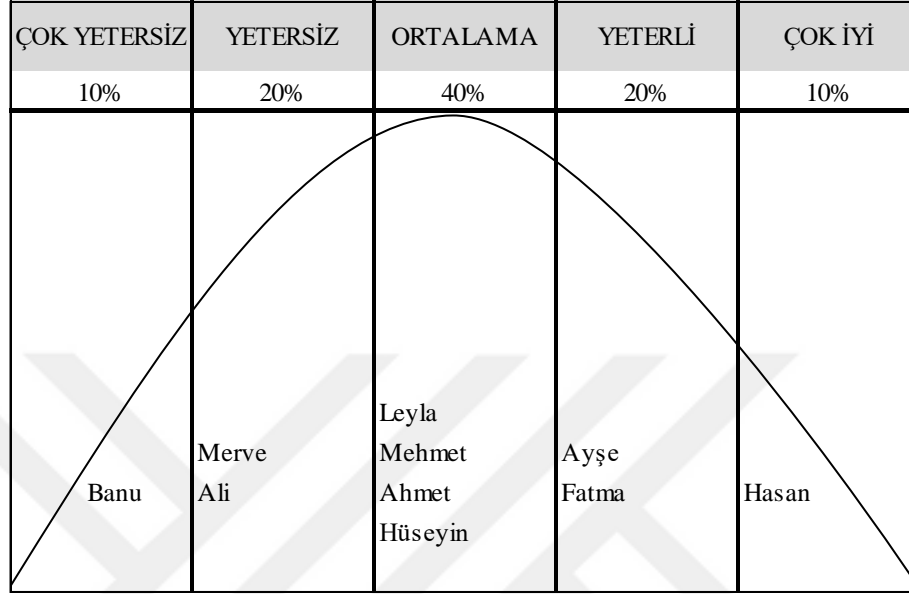 ÇOK YETERSİZ YETERSİZ ORTALAMA YETERLİ ÇOK İYİ
10% 20% 40% 20% 10%
Leyla
Merve Mehmet Ayşe
Banu Ali Ahmet Fatma Hasan
Hüseyin